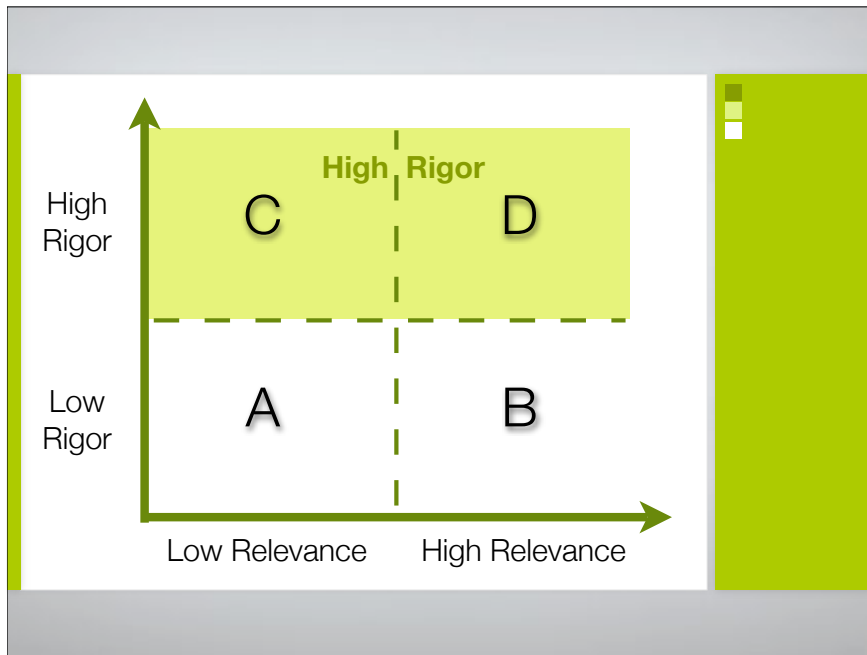 High Rigor
High
Rigor
C
D
Low
Rigor
A
B
Low Relevance
High Relevance